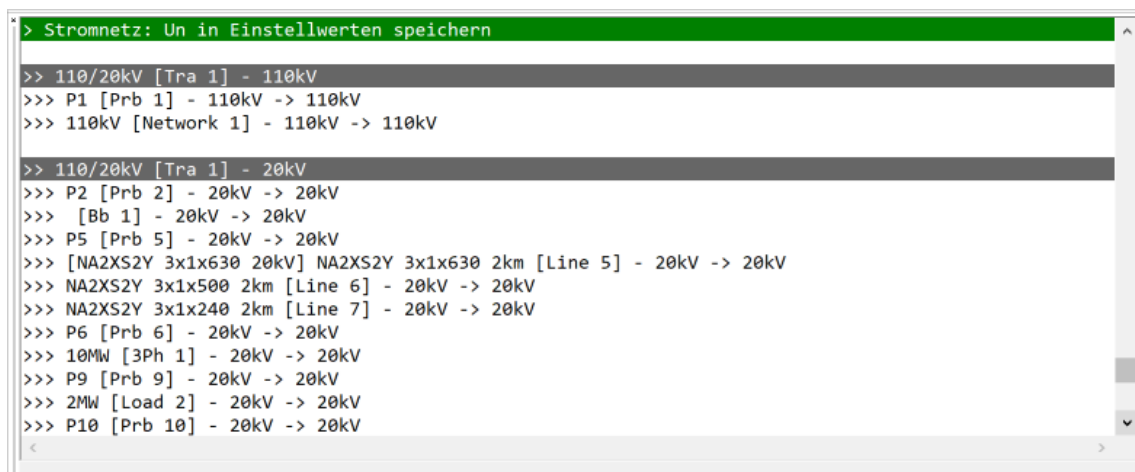 > Stromnetz: Un in Einstellwerten speichern
>> 110/20kV [Tra 1] - 110kV
>>> P1 [Prb 1] - 110kV -> 110kV
>>> 110kV [Network 1] - 110kV -> 110kV
>> 110/20kV [Tra 1] - 20kV
>>> P2 [Prb 2] - 20kV -> 20kV
>>>  [Bb 1] - 20kV -> 20kV
>>> P5 [Prb 5] - 20kV -> 20kV
>>> [NA2XS2Y 3x1x630 20kV] NA2XS2Y 3x1x630 2km [Line 5] - 20kV -> 20kV
>>> NA2XS2Y 3x1x500 2km [Line 6] - 20kV -> 20kV
>>> NA2XS2Y 3x1x240 2km [Line 7] - 20kV -> 20kV
>>> P6 [Prb 6] - 20kV -> 20kV
>>> 10MW [3Ph 1] - 20kV -> 20kV
>>> P9 [Prb 9] - 20kV -> 20kV
>>> 2MW [Load 2] - 20kV -> 20kV
>>> P10 [Prb 10] - 20kV -> 20kV